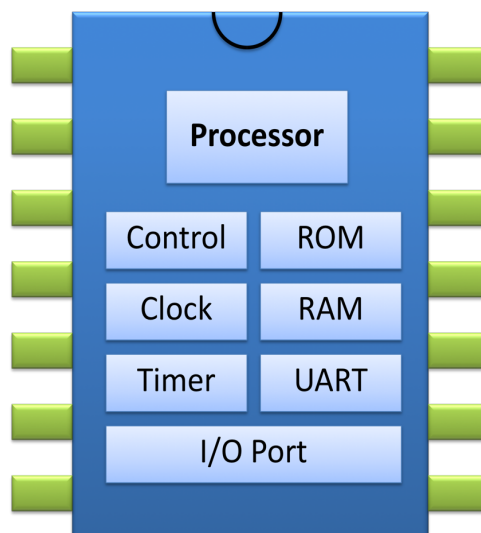 Processor
Control ROM
Clock RAM
Timer UART
I/O Port